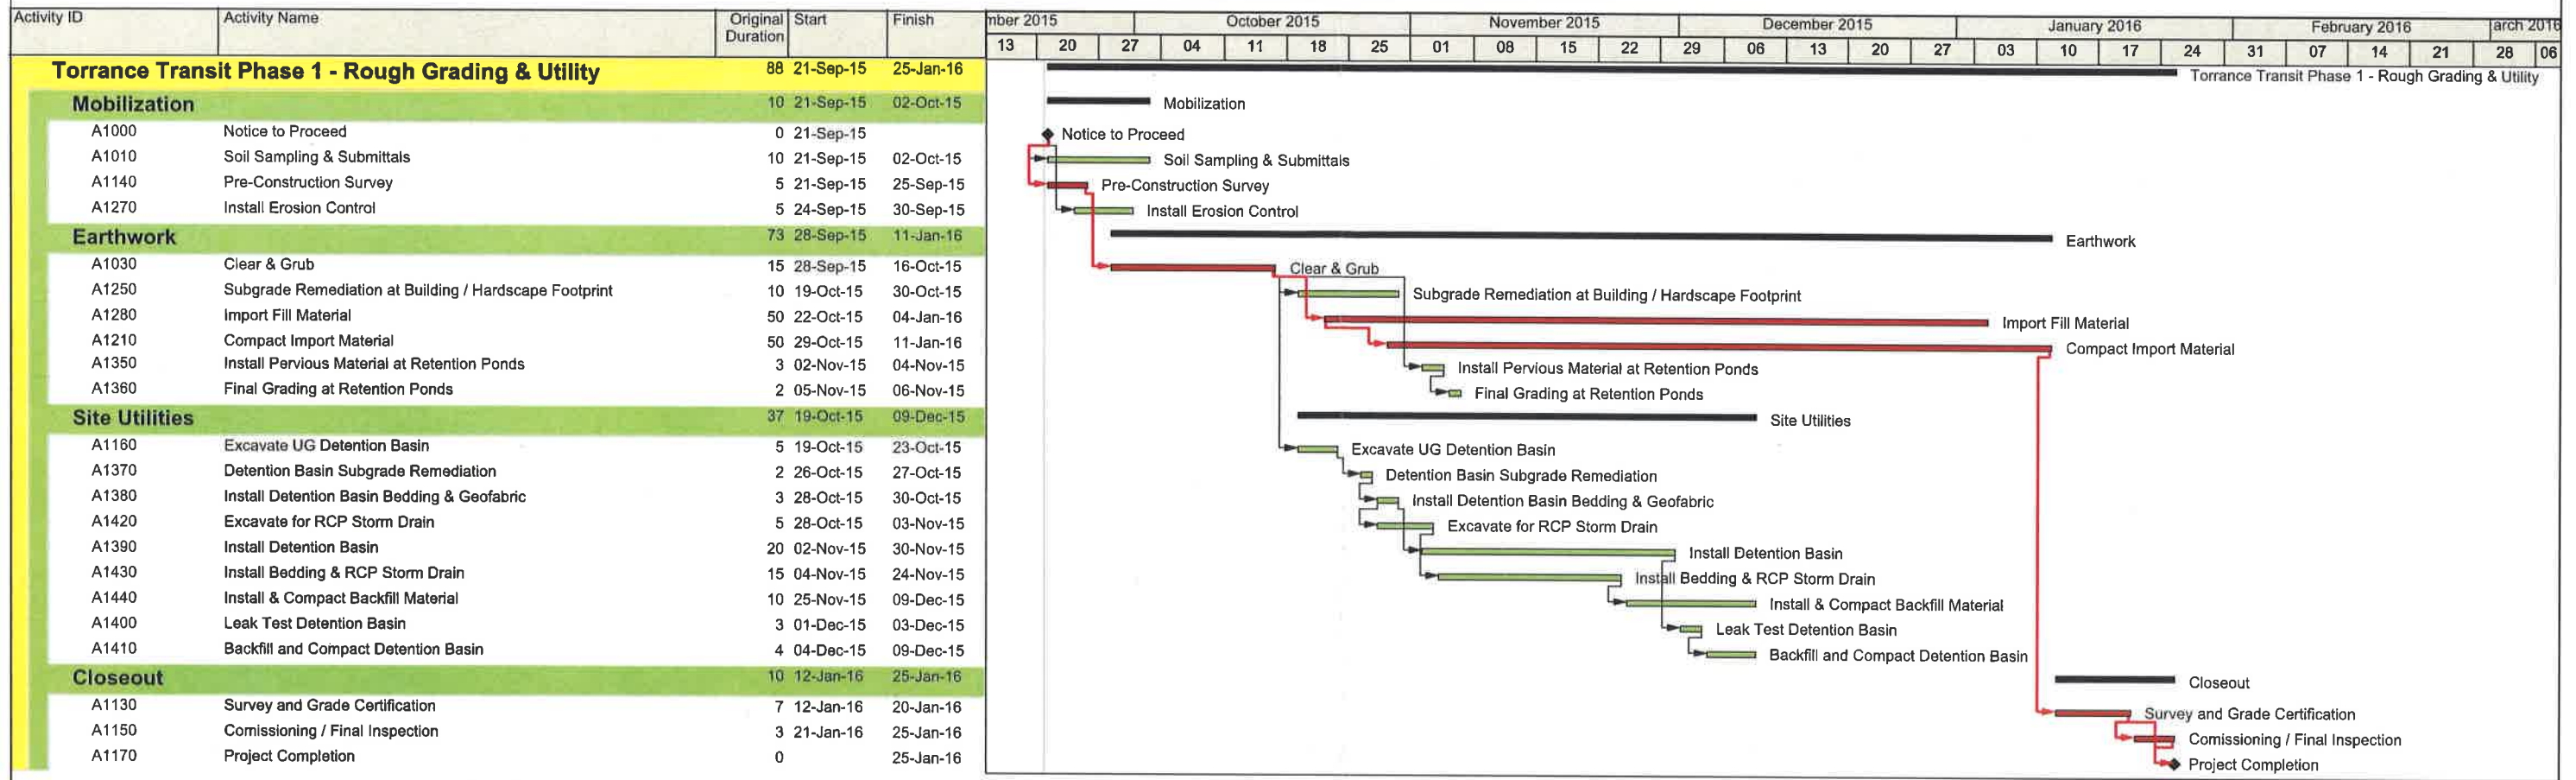 Activity ID Activity Name Original Duration Start Finish mber 2015 October 2015 November 2015 December 2015 January 2016 February 2016 arch 2016
13 20 27 04 11 18 25 01 08 15 22 29 06 13 20 27 03 10 17 24 31 07 14 21 28 06
Torrance Transit Phase 1 - Rough Grading & Utility 88 21-Sep-15 25-Jan-16 Torrance Transit Phase 1 - Rough Grading & Utility
Mobilization 10 21-Sep-15 02-Oct-15 Mobilization
A1000 Notice to Proceed 0 21-Sep-15 Notice to Proceed
A1010 Soil Sampling & Submittals 10 21-Sep-15 02-Oct-15 Soil Sampling & Submittals
A1140 Pre-Construction Survey 5 21-Sep-15 25-Sep-15 Pre-Construction Survey
A1270 Install Erosion Control 5 24-Sep-15 30-Sep-15 Install Erosion Control
Earthwork 73 28-Sep-15 11-Jan-16 Earthwork
A1030 Clear & Grub 15 28-Sep-15 16-Oct-15 Clear & Grub
A1250 Subgrade Remediation at Building / Hardscape Footprint 10 19-Oct-15 30-Oct-15 Subgrade Remediation at Building / Hardscape Footprint
A1280 Import Fill Material 50 22-Oct-15 04-Jan-16 Import Fill Material
A1210 Compact Import Material 50 29-Oct-15 11-Jan-16 Compact Import Material
A1350 Install Pervious Material at Retention Ponds 3 02-Nov-15 04-Nov-15 Install Pervious Material at Retention Ponds
A1360 Final Grading at Retention Ponds 2 05-Nov-15 06-Nov-15 Final Grading at Retention Ponds
Site Utilities 37 19-Oct-15 09-Dec-15 Site Utilities
A1160 Excavate UG Detention Basin 5 19-Oct-15 23-Oct-15 Excavate UG Detention Basin
A1370 Detention Basin Subgrade Remediation 2 26-Oct-15 27-Oct-15 Detention Basin Subgrade Remediation
A1380 Install Detention Basin Bedding & Geofabric 3 28-Oct-15 30-Oct-15 Install Detention Basin Bedding & Geofabric
A1420 Excavate for RCP Storm Drain 5 28-Oct-15 03-Nov-15 Excavate for RCP Storm Drain
A1390 Install Detention Basin 20 02-Nov-15 30-Nov-15 Install Detention Basin
A1430 Install Bedding & RCP Storm Drain 15 04-Nov-15 24-Nov-15 Install Bedding & RCP Storm Drain
A1440 Install & Compact Backfill Material 10 25-Nov-15 09-Dec-15 Install & Compact Backfill Material
A1400 Leak Test Detention Basin 3 01-Dec-15 03-Dec-15 Leak Test Detention Basin
A1410 Backfill and Compact Detention Basin 4 04-Dec-15 09-Dec-15 Backfill and Compact Detention Basin
Closeout 10 12-Jan-16 25-Jan-16 Closeout
A1130 Survey and Grade Certification 7 12-Jan-16 20-Jan-16 Survey and Grade Certification
A1150 Comissioning / Final Inspection 3 21-Jan-16 25-Jan-16 Comissioning / Final Inspection
A1170 Project Completion 0 25-Jan-16 Project Completion